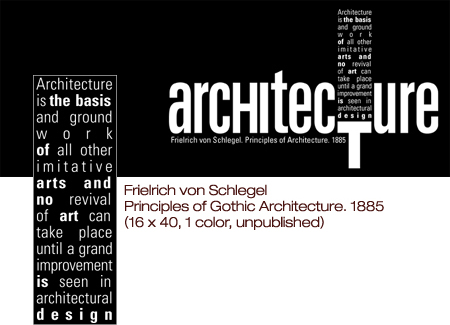 Architecture
is the basis
and ground
work
of all other
imitative
arts and
no revival
of art can
take place
until a grand
improvement
is seen in
architectural
design
archITecTure
Frielrich von Schlegel. Principles of Architecture. 1885
Architecture
is the basis
and ground
work
of all other
imitative
arts and
no revival
of art can
take place
until a grand
improvement
is seen in
architectural
design
Frielrich von Schlegel
Principles of Gothic Architecture. 1885
(16 x 40, 1 color, unpublished)